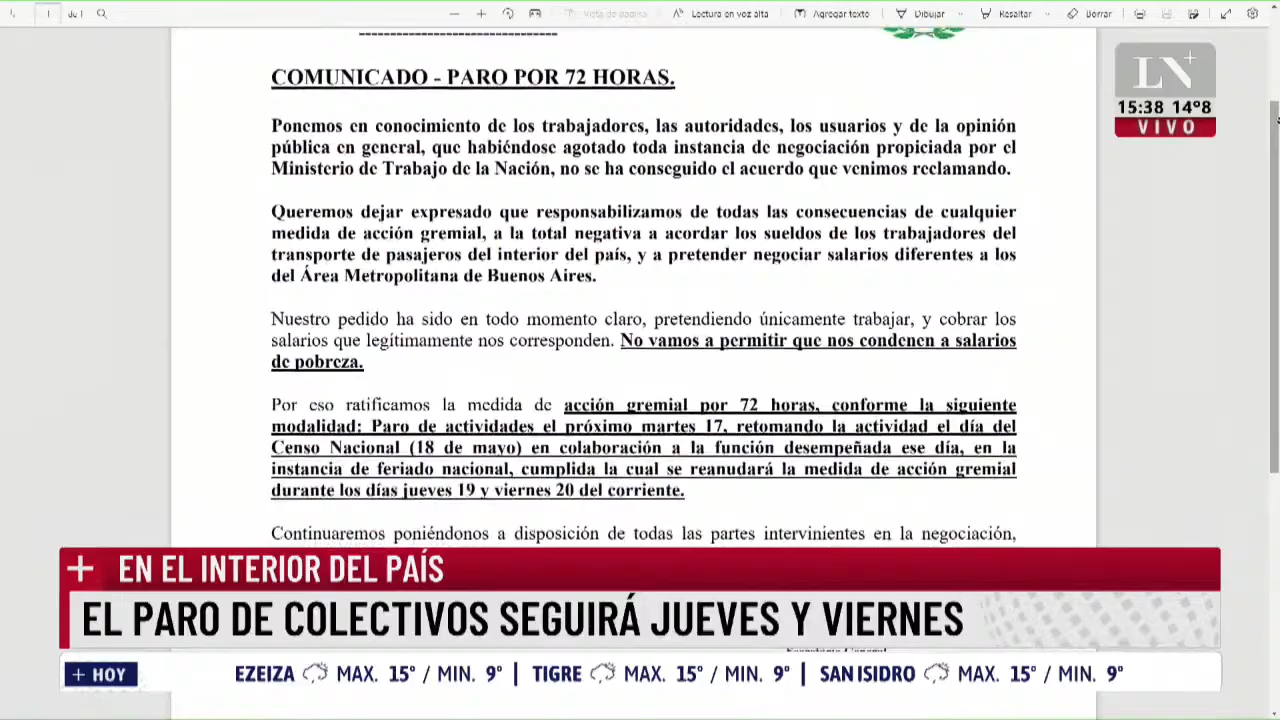 1 de 1
Vista de página
Lectura en voz alta
Agregar texto
Dibujar
Resaltar
Borrar
COMUNICADO - PARO POR 72 HORAS.
LN+
15:38 14°8
VIVO
Ponemos en conocimiento de los trabajadores, las autoridades, los usuarios y de la opinión
pública en general, que habiéndose agotado toda instancia de negociación propiciada por el
Ministerio de Trabajo de la Nación, no se ha conseguido el acuerdo que venimos reclamando.
Queremos dejar expresado que responsabilizamos de todas las consecuencias de cualquier
medida de acción gremial, a la total negativa a acordar los sueldos de los trabajadores del
transporte de pasajeros del interior del país, y a pretender negociar salarios diferentes a los
del Área Metropolitana de Buenos Aires.
Nuestro pedido ha sido en todo momento claro, pretendiendo únicamente trabajar, y cobrar los
salarios que legítimamente nos corresponden. No vamos a permitir que nos condenen a salarios
de pobreza.
Por eso ratificamos la medida de acción gremial por 72 horas, conforme la siguiente
modalidad: Paro de actividades el próximo martes 17, retomando la actividad el día del
Censo Nacional (18 de mayo) en colaboración a la función desempeñada ese día, en la
instancia de feriado nacional, cumplida la cual se reanudará la medida de acción gremial
durante los días jueves 19 y viernes 20 del corriente.
Continuaremos poniéndonos a disposición de todas las partes intervinientes en la negociación,
+ EN EL INTERIOR DEL PAÍS
EL PARO DE COLECTIVOS SEGUIRÁ JUEVES Y VIERNES
+ HOY
EZEIZA MAX. 15° / MIN. 9° | TIGRE MAX. 15° / MIN. 9° | SAN ISIDRO MAX. 15° / MIN. 9°